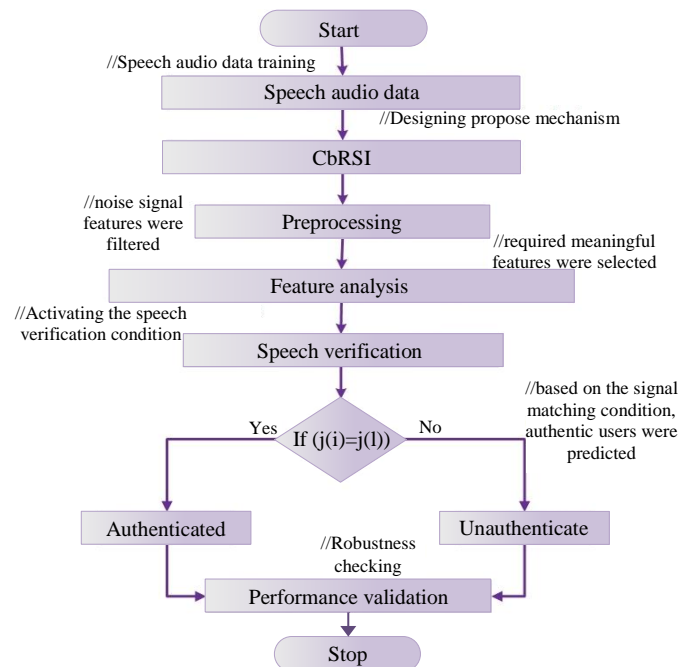 Start
//Speech audio data training
Speech audio data
//Designing propose mechanism
CbRSI
//noise signal
features were
filtered
Preprocessing
//required meaningful
features were selected
Feature analysis
//Activating the speech
verification condition
Speech verification
//based on the signal
matching condition,
authentic users were
predicted
Yes
If (j(i)=j(l))
No
Authenticated
Unauthenticate
//Robustness
checking
Performance validation
Stop